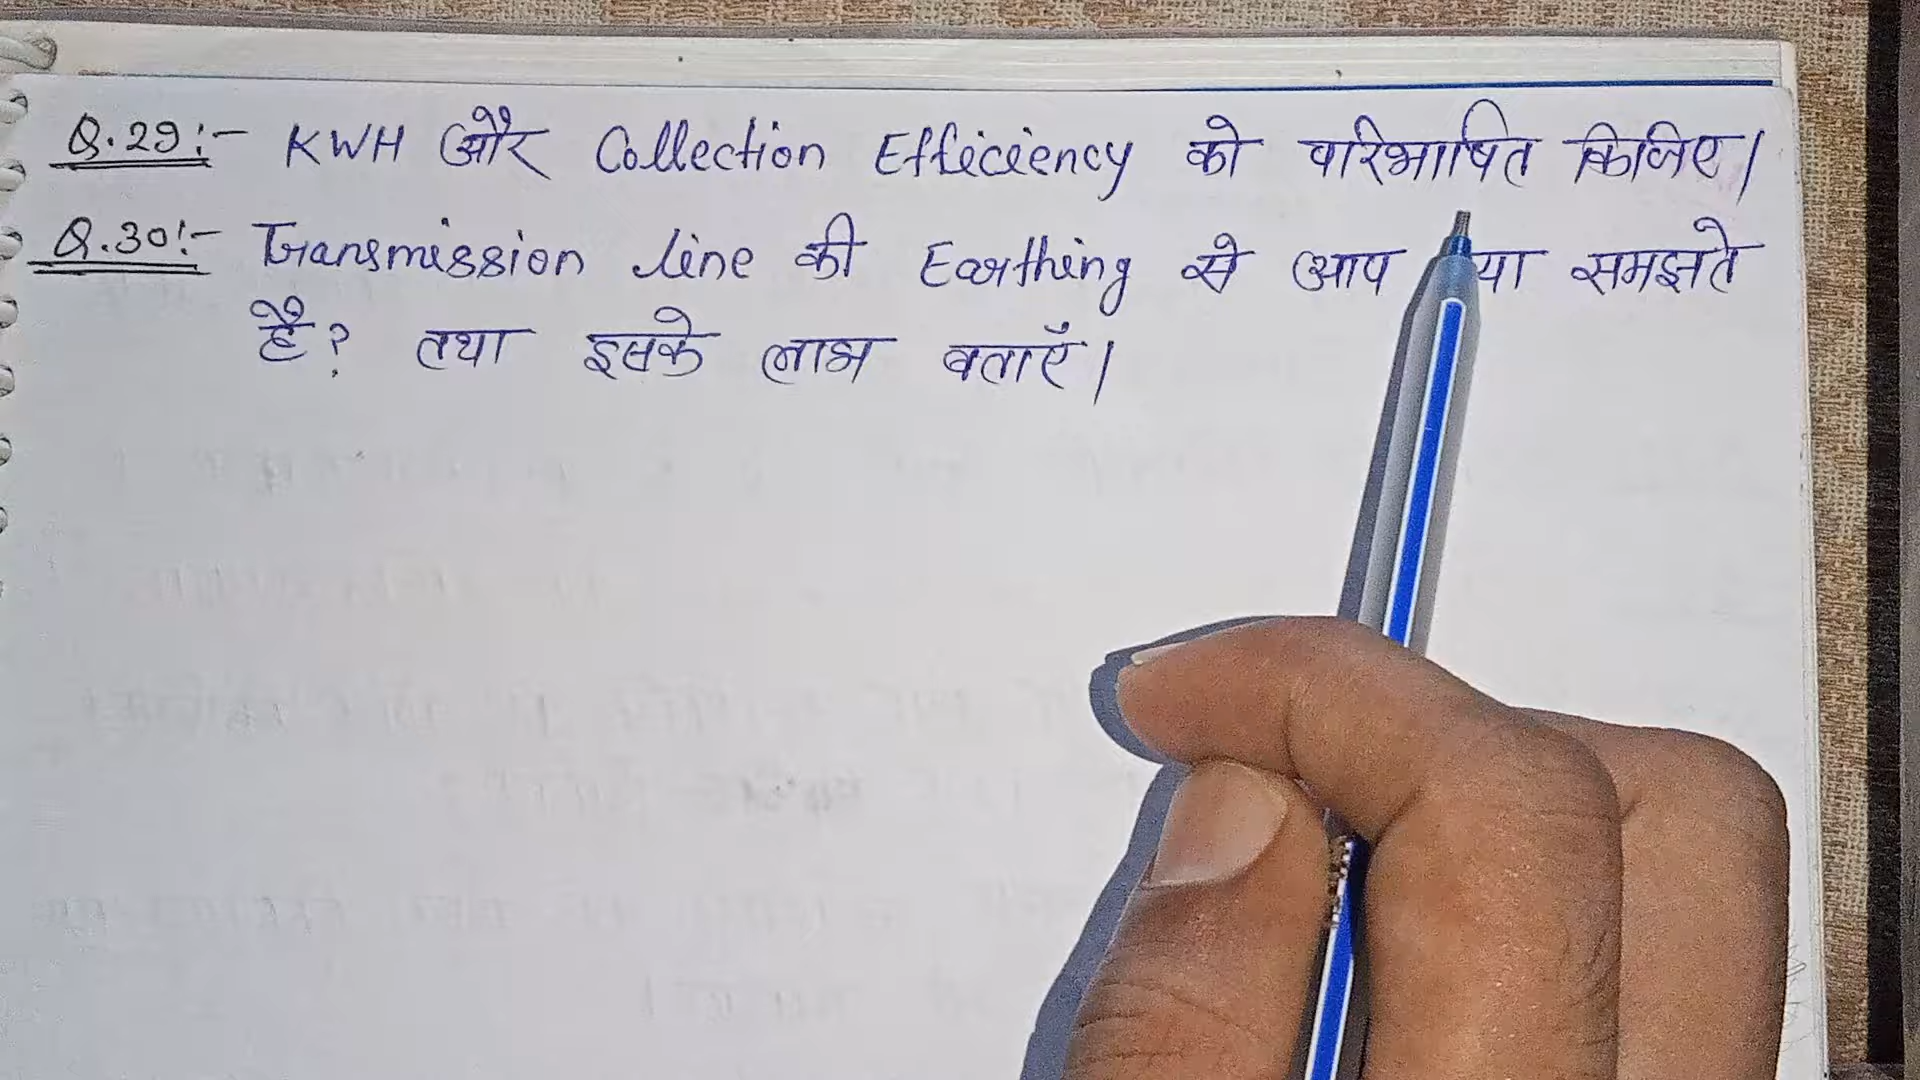 Q.29:- KWH और Collection Efficiency को परिभाषित किजिए।
Q.30:- Transmission line की Earthing से आप समझते
है? तथा इसके लाभ बताएँ।